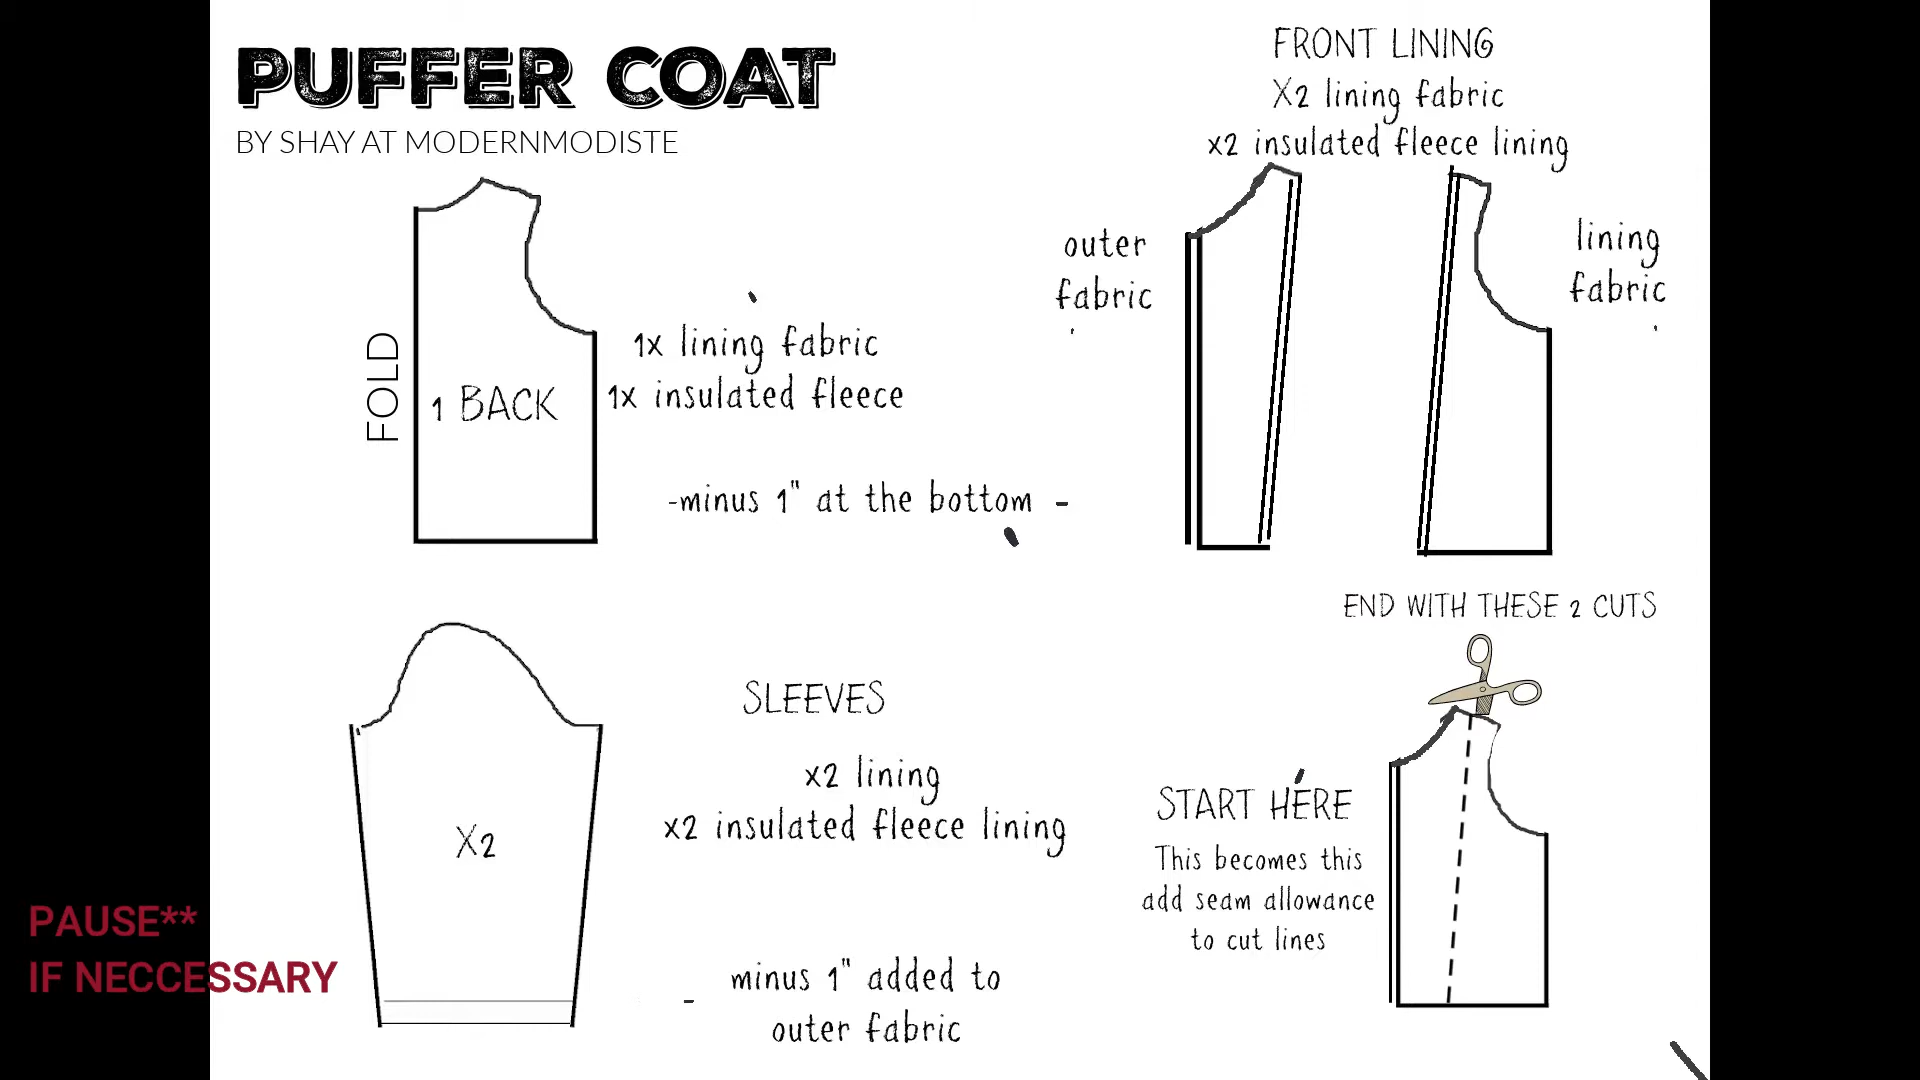 PUFFER COAT
BY SHAY AT MODERNMODISTE
FOLD
1 BACK
1x lining fabric
1x insulated fleece
-minus 1" at the bottom -
FRONT LINING
X2 lining fabric
x2 insulated fleece lining
outer
fabric
lining
fabric
SLEEVES
X2
x2 lining
x2 insulated fleece lining
- minus 1" added to
outer fabric
END WITH THESE 2 CUTS
START HERE
This becomes this
add seam allowance
to cut lines
PAUSE**
IF NECCESSARY